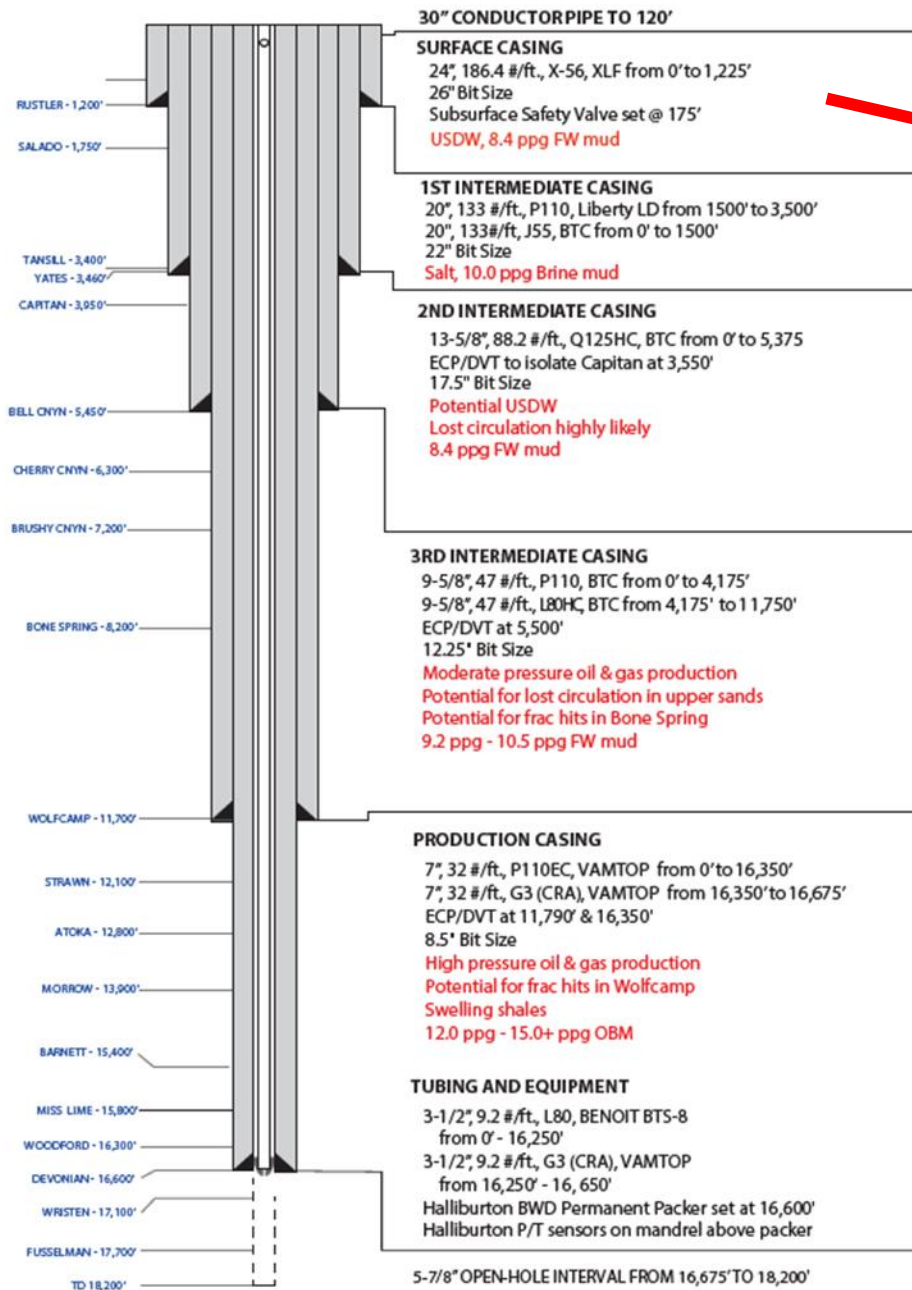 30" CONDUCTOR PIPE TO 120'
SURFACE CASING
24", 186.4 #/ft., X-56, XLF from 0' to 1,225'
26" Bit Size
Subsurface Safety Valve set @ 175'
USDW, 8.4 ppg FW mud
1ST INTERMEDIATE CASING
20", 133 #/ft., P110, Liberty LD from 1500' to 3,500'
20", 133#/ft, J55, BTC from 0' to 1500'
22" Bit Size
Salt, 10.0 ppg Brine mud
2ND INTERMEDIATE CASING
13-5/8", 88.2 #/ft., Q125HC, BTC from 0' to 5,375
ECP/DVT to isolate Capitan at 3,550'
17.5" Bit Size
Potential USDW
Lost circulation highly likely
8.4 ppg FW mud
3RD INTERMEDIATE CASING
9-5/8", 47 #/ft., P110, BTC from 0' to 4,175'
9-5/8", 47 #/ft., L80HC, BTC from 4,175' to 11,750'
ECP/DVT at 5,500'
12.25" Bit Size
Moderate pressure oil & gas production
Potential for lost circulation in upper sands
Potential for frac hits in Bone Spring
9.2 ppg - 10.5 ppg FW mud
PRODUCTION CASING
7", 32 #/ft., P110EC, VAMTOP from 0' to 16,350'
7", 32 #/ft., G3 (CRA), VAMTOP from 16,350' to 16,675'
ECP/DVT at 11,790' & 16,350'
8.5" Bit Size
High pressure oil & gas production
Potential for frac hits in Wolfcamp
Swelling shales
12.0 ppg - 15.0+ ppg OBM
TUBING AND EQUIPMENT
3-1/2", 9.2 #/ft., L80, BENOIT BTS-8
from 0' - 16,250'
3-1/2", 9.2 #/ft., G3 (CRA), VAMTOP
from 16,250' - 16, 650'
Halliburton BWD Permanent Packer set at 16,600'
Halliburton P/T sensors on mandrel above packer
5-7/8" OPEN-HOLE INTERVAL FROM 16,675' TO 18,200'
RUSTLER - 1,200'
SALADO - 1,750'
TANSILL - 3,400'
YATES - 3,460'
CAPITAN - 3,950'
BELL CNYN - 5,450'
CHERRY CNYN - 6,300'
BRUSHY CNYN - 7,200'
BONE SPRING - 8,200'
WOLFCAMP - 11,700'
STRAWN - 12,100'
ATOKA - 12,800'
MORROW - 13,900'
BARNETT - 15,400'
MISS LIME - 15,800'
WOODFORD - 16,300'
DEVONIAN - 16,600'
WRISTEN - 17,100'
FUSSELMAN - 17,700'
TD 18,200'